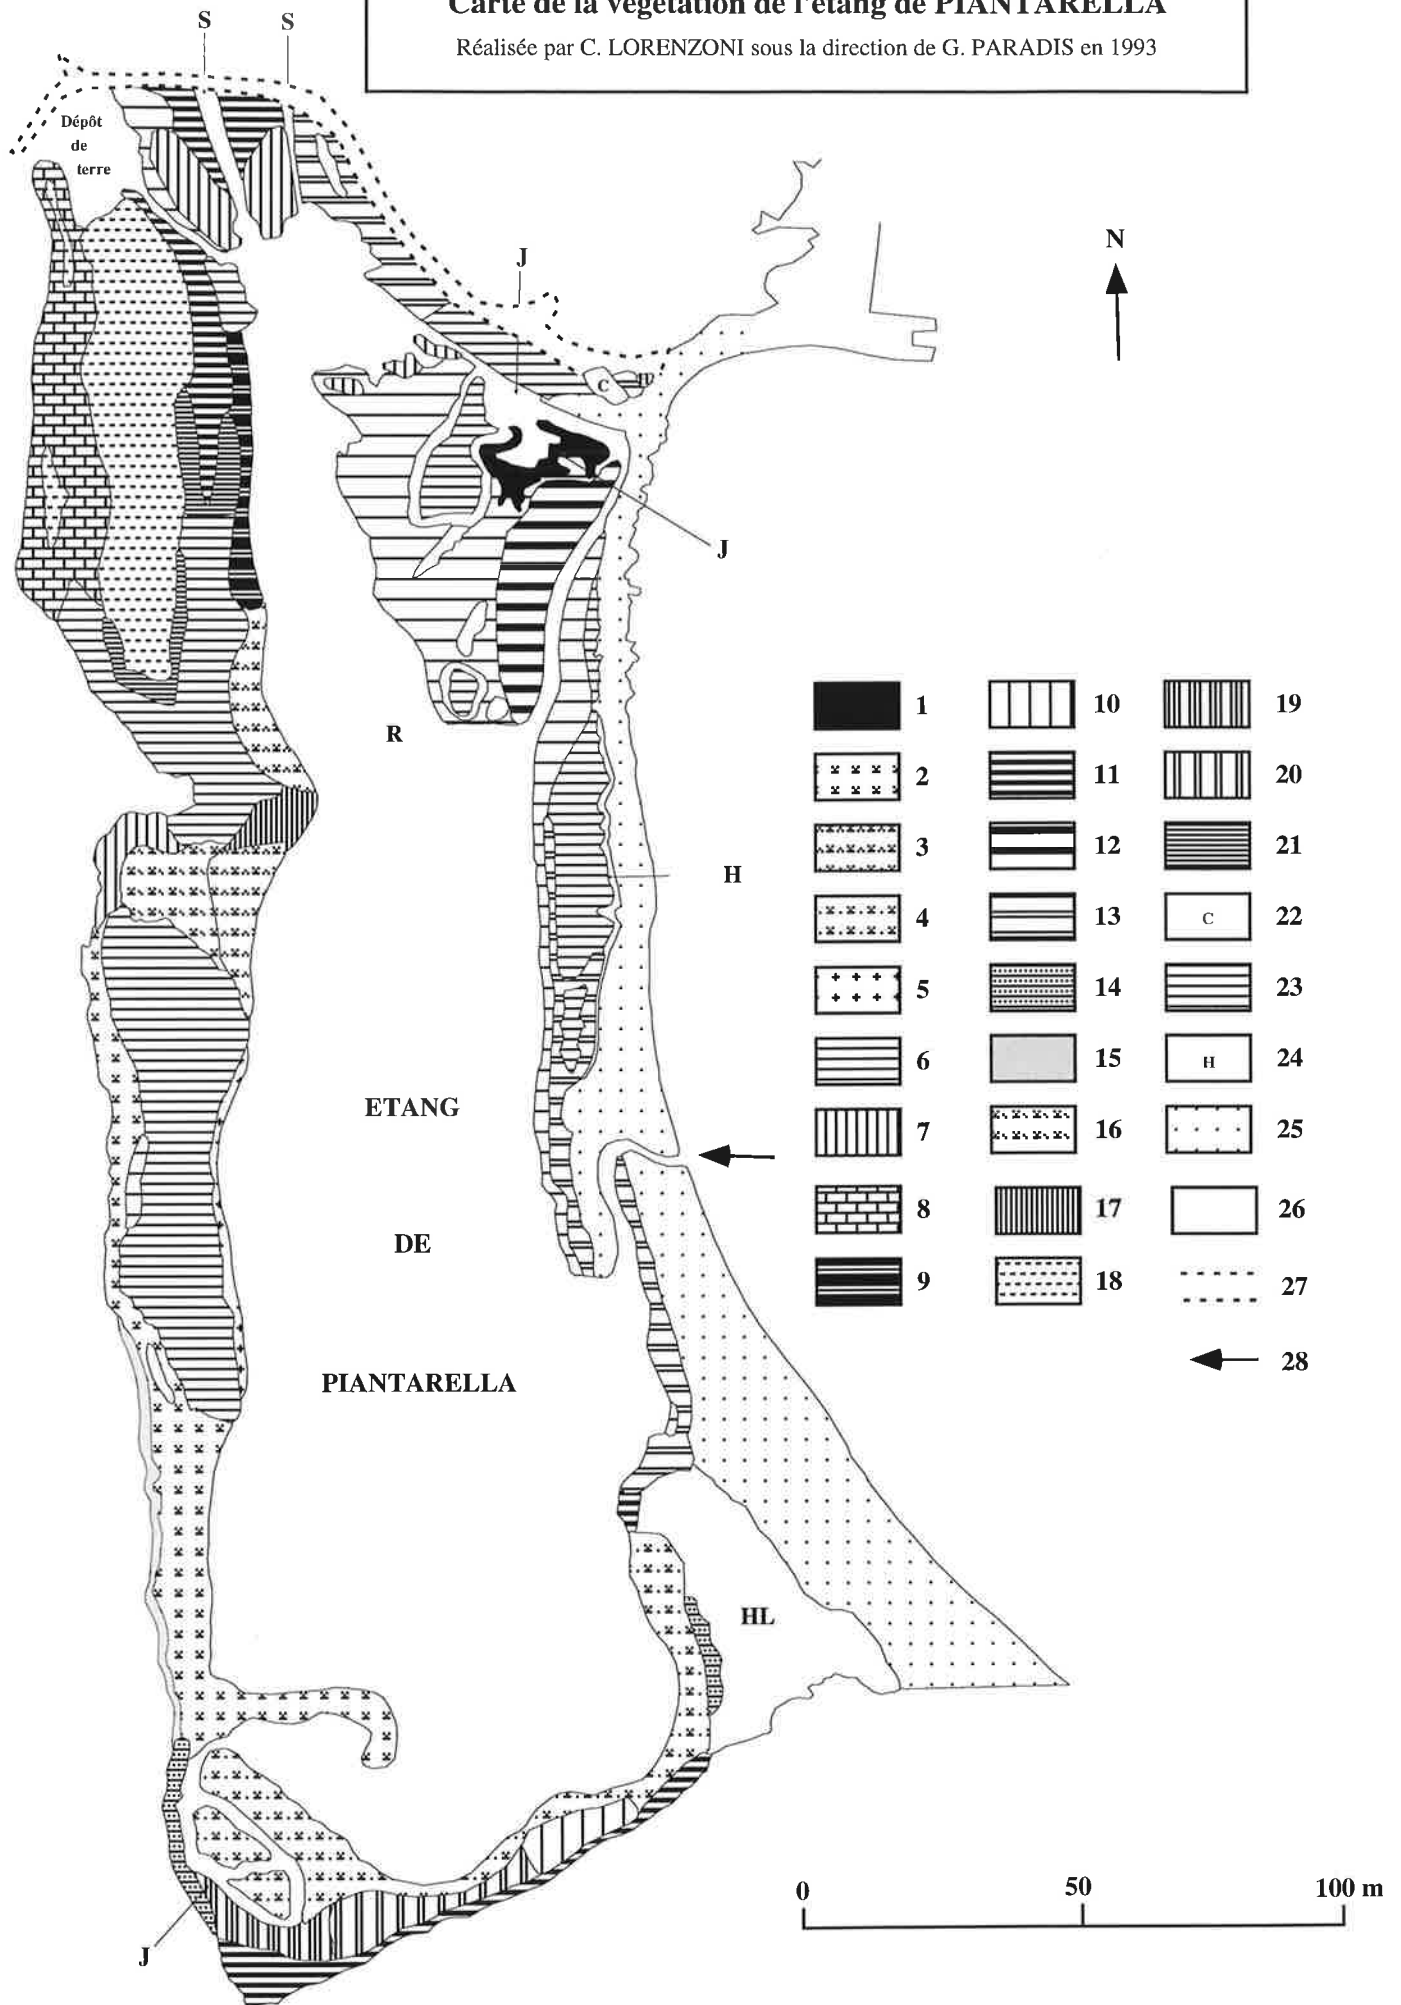 Carte de la végétation de l'étang de PIANTARELLA
Réalisée par C. LORENZONI sous la direction de G. PARADIS en 1993
S
S
Dépôt
de
terre
J
N
C
J
R
H
ETANG
DE
PIANTARELLA
HL
J
1
2
3
4
5
6
7
8
9
10
11
12
13
14
15
16
17
18
19
20
21
C 22
23
H 24
25
26
27
28
0 50 100 m